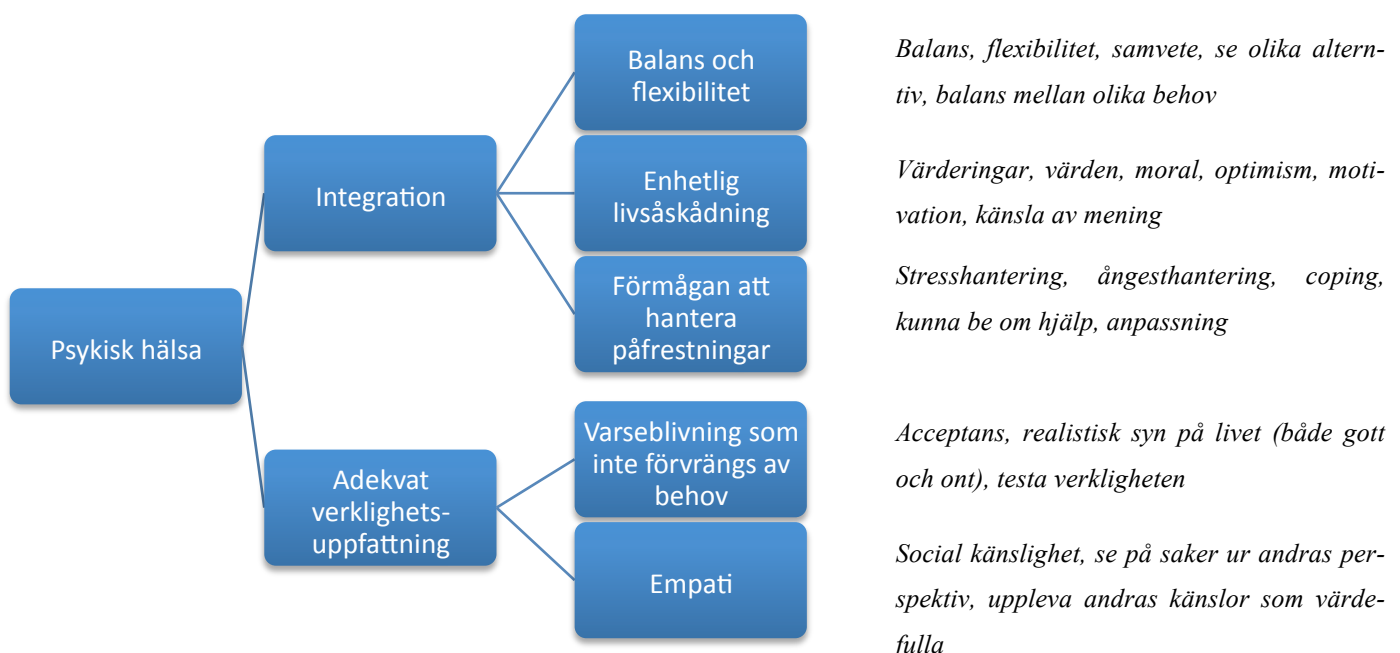 Psykisk hälsa
Integration
Balans och
flexibilitet
Balans, flexibilitet, samvete, se olika altern-
tiv, balans mellan olika behov
Enhetlig
livsåskådning
Värderingar, värden, moral, optimism, moti-
vation, känsla av mening
Förmågan att
hantera
påfrestningar
Stresshantering, ångesthantering, coping,
kunna be om hjälp, anpassning
Adekvat
verklighets-
uppfattning
Varseblivning som
inte förvrängs av
behov
Acceptans, realistisk syn på livet (både gott
och ont), testa verkligheten
Empati
Social känslighet, se på saker ur andras per-
spektiv, uppleva andras känslor som värde-
fulla